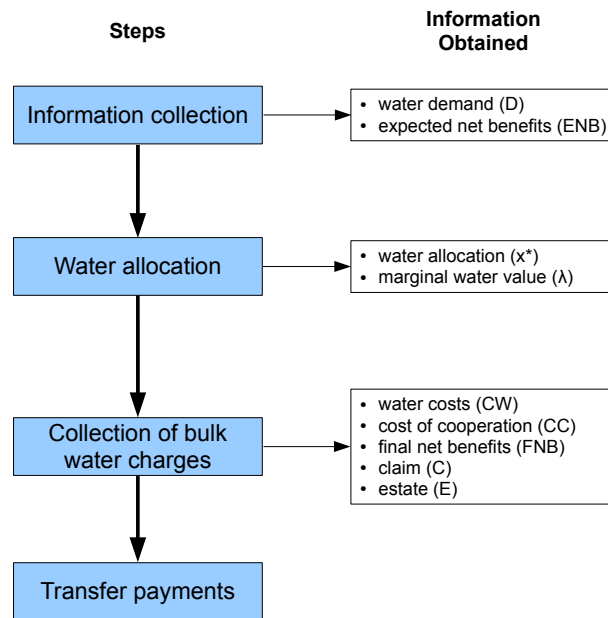 Steps
Information
Obtained
Information collection
• water demand (D)
• expected net benefits (ENB)
Water allocation
• water allocation (x*)
• marginal water value (λ)
Collection of bulk
water charges
• water costs (CW)
• cost of cooperation (CC)
• final net benefits (FNB)
• claim (C)
• estate (E)
Transfer payments